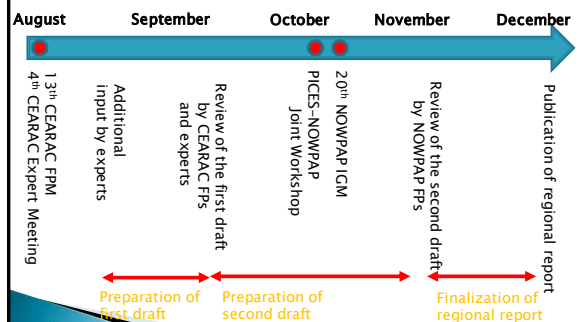 August September October November December
13th CEARAC FPM
4th CEARAC Expert Meeting
Additional
input by experts
Review of the first draft
by CEARAC FPs
and experts
PICES-NOWPAP
Joint Workshop
20th NOWPAP IGM
Review of the second draft
by NOWPAP FPs
Publication of regional report
Preparation of
first draft
Preparation of
second draft
Finalization of
regional report